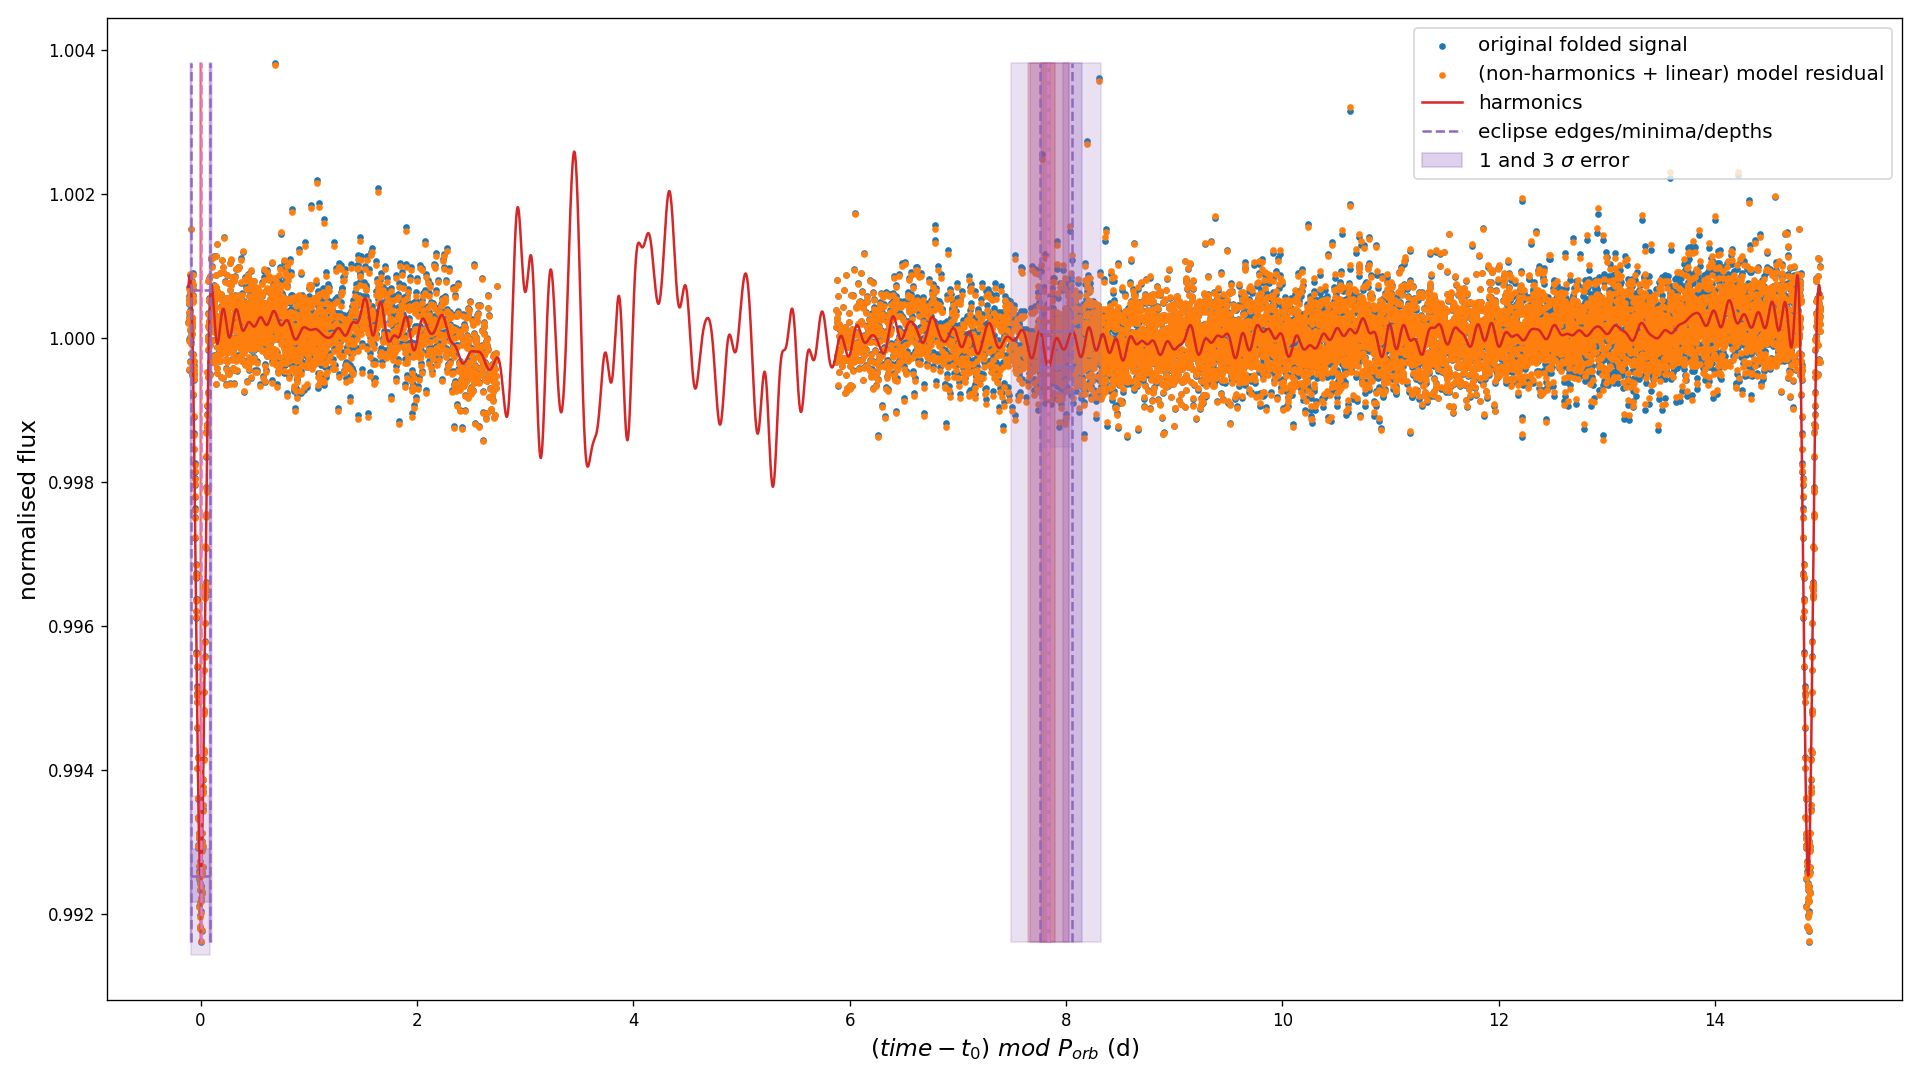 original folded signal
(non-harmonics + linear) model residual
harmonics
eclipse edges/minima/depths
1 and 3 σ error
normalised flux
1.004
1.002
1.000
0.998
0.996
0.994
0.992
0 2 4 6 8 10 12 14
(time − t₀) mod P_orb (d)